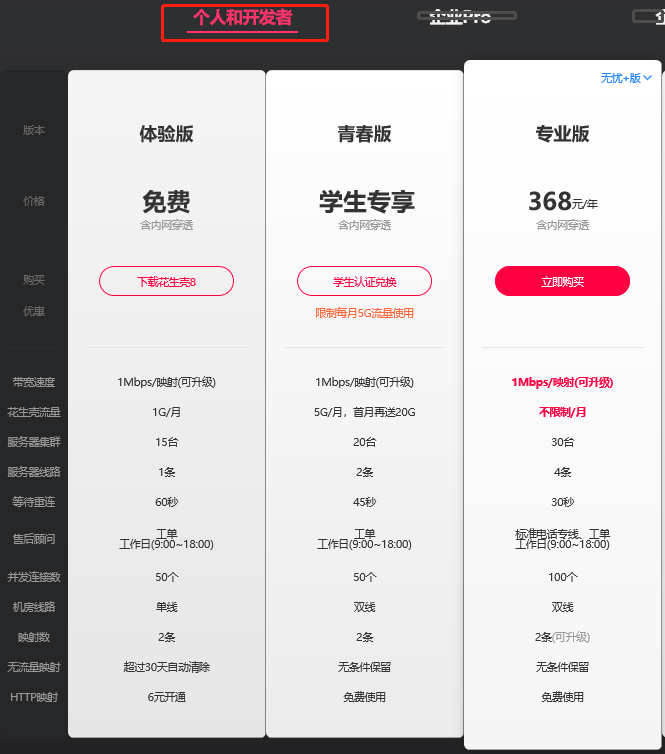 个人和开发者 企业Pro
无忧+版
版本 体验版 青春版 专业版
价格 免费 学生专享 368元/年
含内网穿透 含内网穿透 含内网穿透
购买 下载花生壳8 学生认证兑换 立即购买
优惠 限制每月5G流量使用
带宽速度 1Mbps/映射(可升级) 1Mbps/映射(可升级) 1Mbps/映射(可升级)
花生壳流量 1G/月 5G/月，首月再送20G 不限制/月
服务器集群 15台 20台 30台
服务器线路 1条 2条 4条
等待重连 60秒 45秒 30秒
售后顾问 工单 工单 标准电话专线、工单
工作日(9:00~18:00) 工作日(9:00~18:00) 工作日(9:00~18:00)
并发连接数 50个 50个 100个
机房线路 单线 双线 双线
映射数 2条 2条 2条(可升级)
无流量映射 超过30天自动清除 无条件保留 无条件保留
HTTP映射 6元开通 免费使用 免费使用